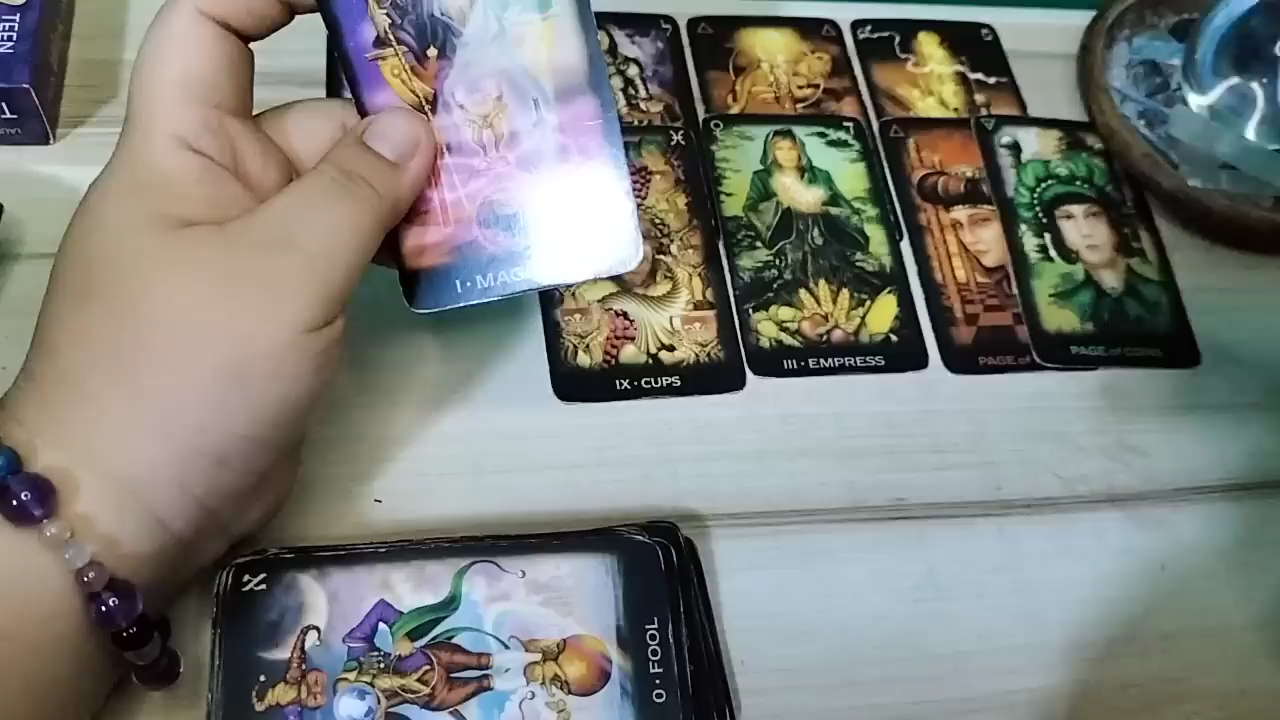 TEEN
I • MAG
IX • CUPS
III • EMPRESS
PAGE of
PAGE of COINS
0 • FOOL